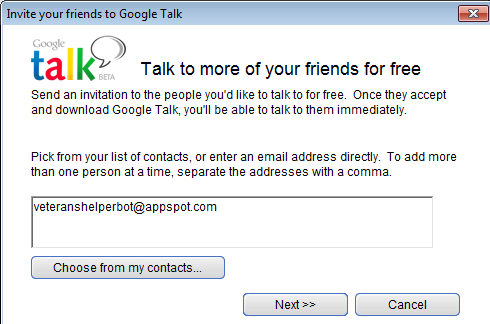 Invite your friends to Google Talk
Google
talk
BETA
Talk to more of your friends for free
Send an invitation to the people you'd like to talk to for free. Once they accept
and download Google Talk, you'll be able to talk to them immediately.
Pick from your list of contacts, or enter an email address directly. To add more
than one person at a time, separate the addresses with a comma.
veteranshelperbot@appspot.com
Choose from my contacts...
Next >>
Cancel